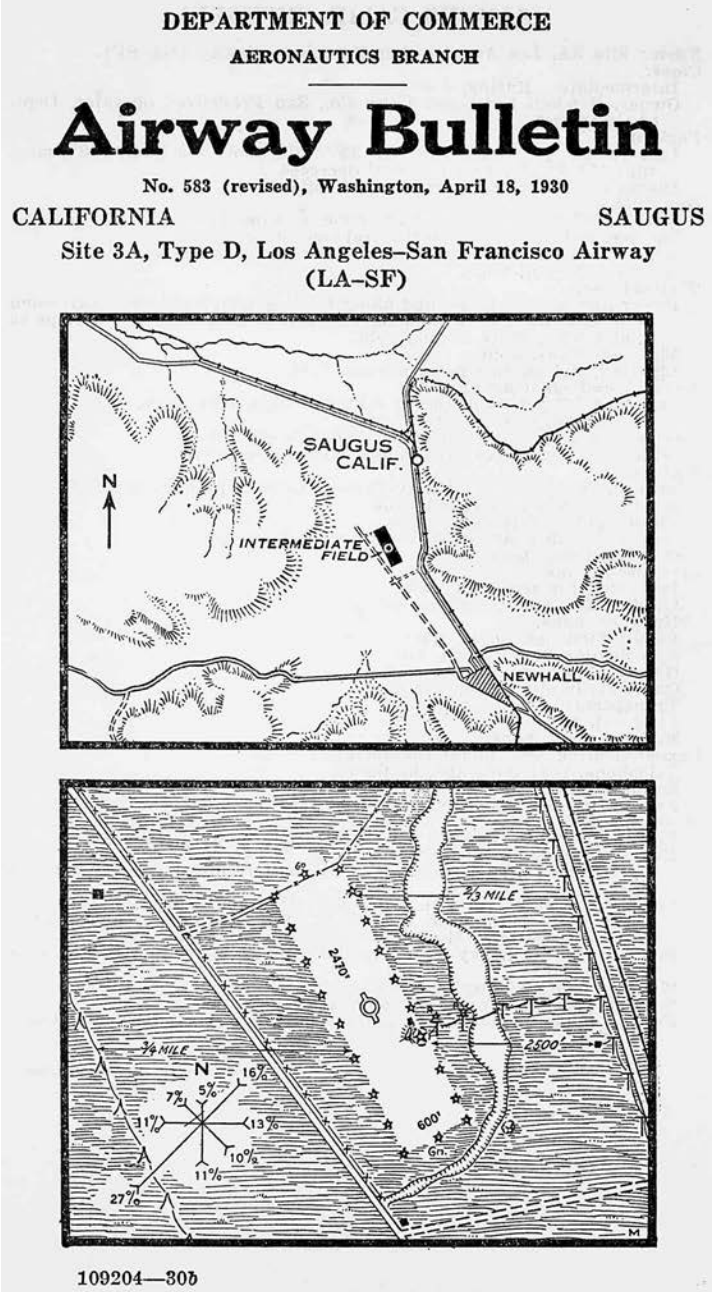 DEPARTMENT OF COMMERCE
AERONAUTICS BRANCH
Airway Bulletin
No. 583 (revised), Washington, April 18, 1930
CALIFORNIA SAUGUS
Site 3A, Type D, Los Angeles–San Francisco Airway
(LA–SF)
SAUGUS
CALIF.
N
INTERMEDIATE
FIELD
NEWHALL
Gn.
2/3 MILE
2470'
R
2500'
3/4 MILE
N
16%
5%
7%
11%
13%
10%
11%
27%
600'
Gn.
M
109204—30b